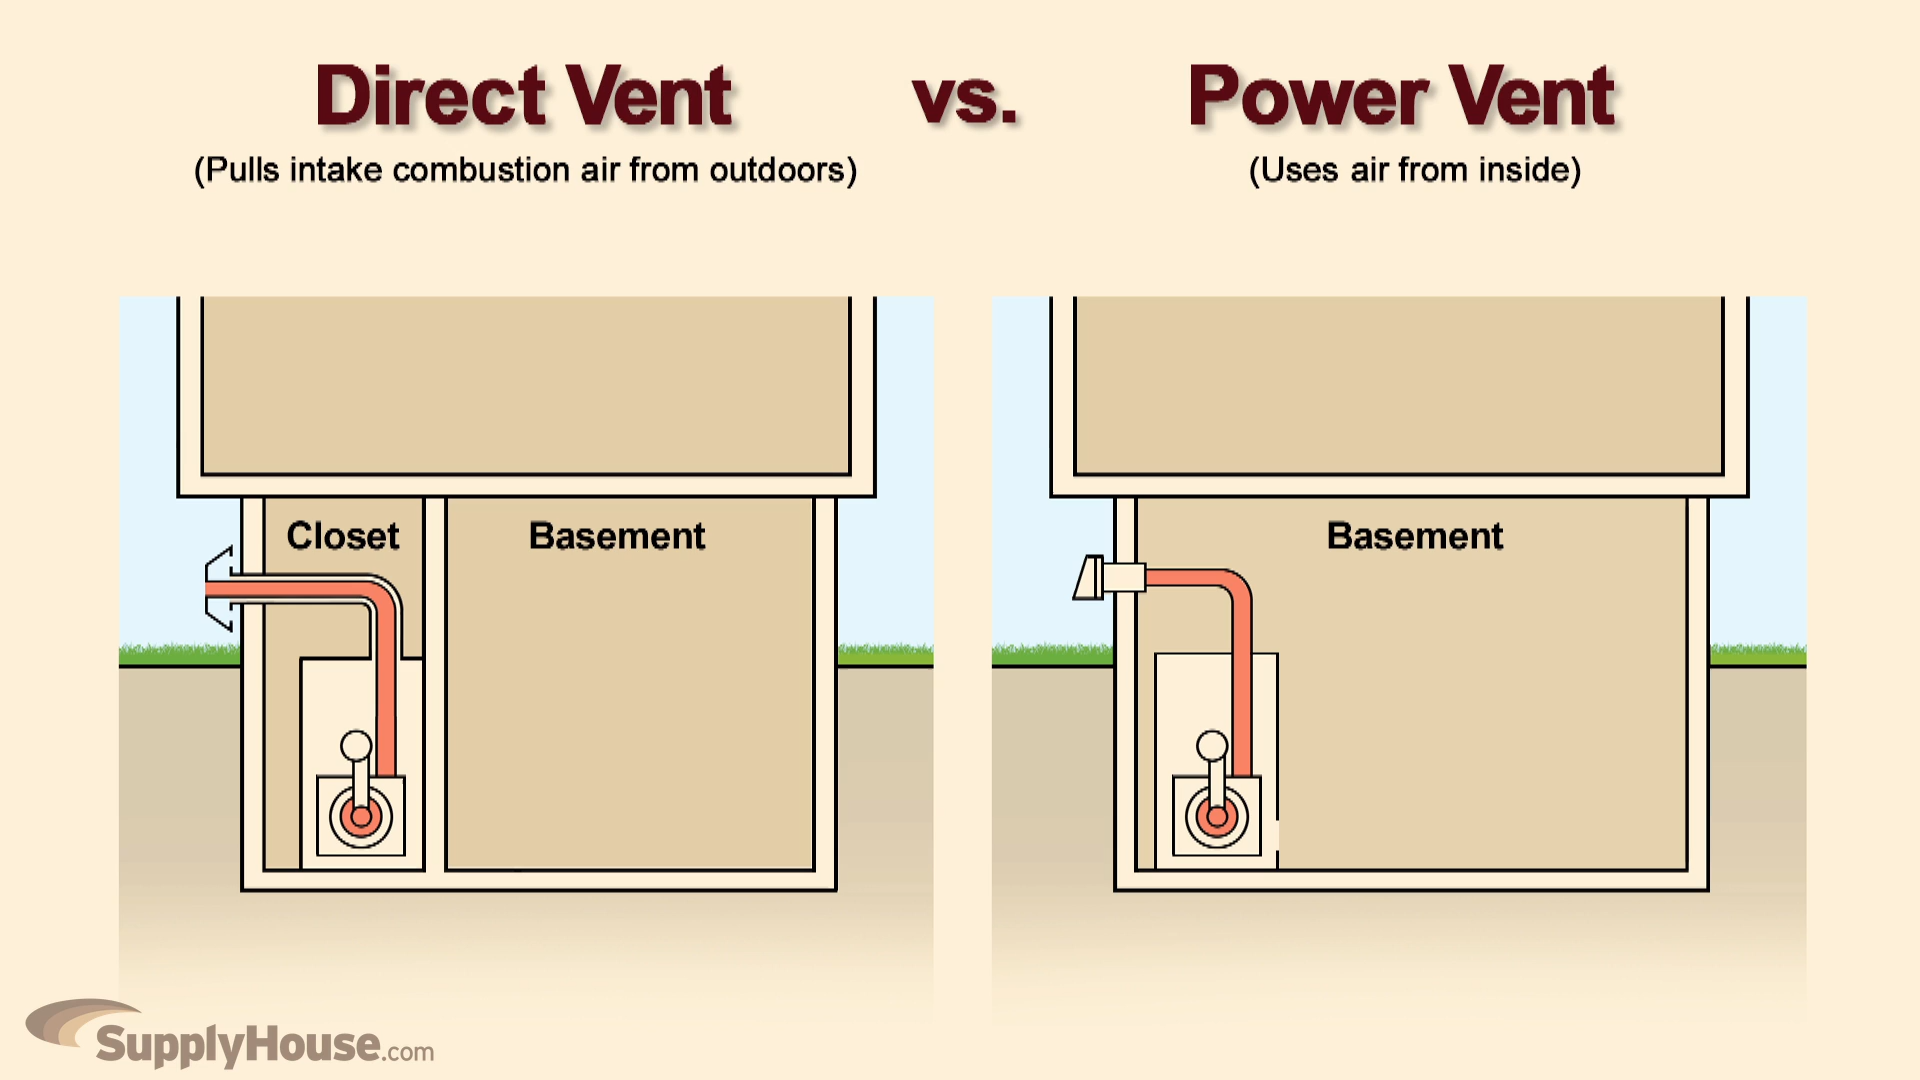 Direct Vent vs. Power Vent
(Pulls intake combustion air from outdoors)
(Uses air from inside)
Closet
Basement
Basement
SupplyHouse.com